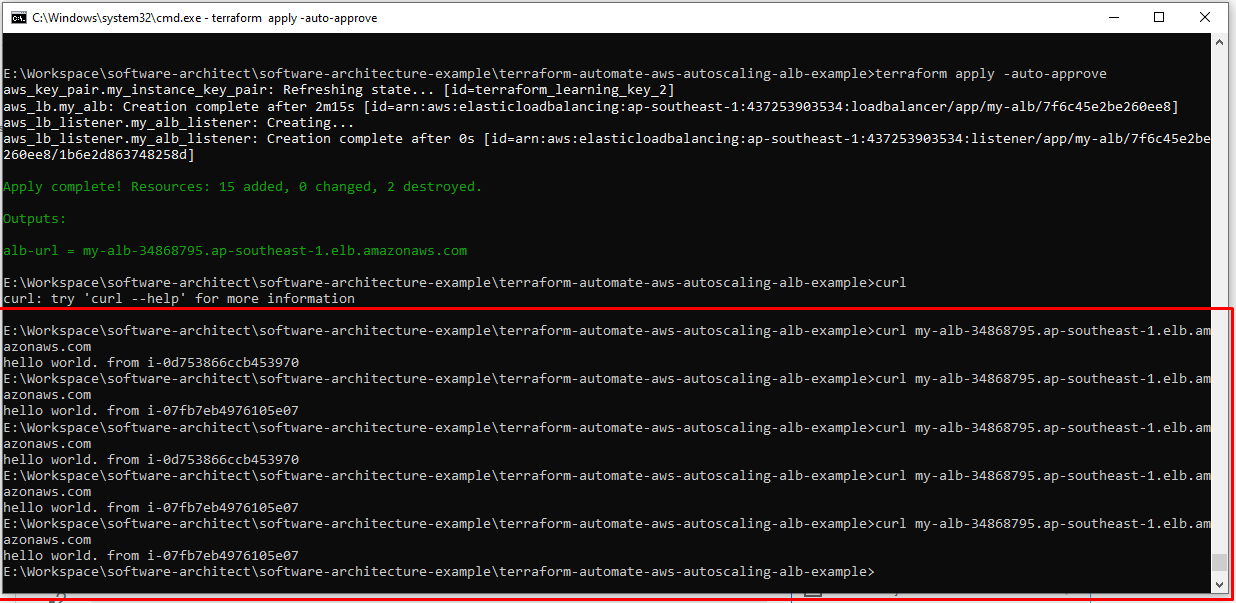 C:\Windows\system32\cmd.exe - terraform  apply -auto-approve
E:\Workspace\software-architect\software-architecture-example\terraform-automate-aws-autoscaling-alb-example>terraform apply -auto-approve
aws_key_pair.my_instance_key_pair: Refreshing state... [id=terraform_learning_key_2]
aws_lb.my_alb: Creation complete after 2m15s [id=arn:aws:elasticloadbalancing:ap-southeast-1:437253903534:loadbalancer/app/my-alb/7f6c45e2be260ee8]
aws_lb_listener.my_alb_listener: Creating...
aws_lb_listener.my_alb_listener: Creation complete after 0s [id=arn:aws:elasticloadbalancing:ap-southeast-1:437253903534:listener/app/my-alb/7f6c45e2be
260ee8/1b6e2d863748258d]
Apply complete! Resources: 15 added, 0 changed, 2 destroyed.
Outputs:
alb-url = my-alb-34868795.ap-southeast-1.elb.amazonaws.com
E:\Workspace\software-architect\software-architecture-example\terraform-automate-aws-autoscaling-alb-example>curl
curl: try 'curl --help' for more information
E:\Workspace\software-architect\software-architecture-example\terraform-automate-aws-autoscaling-alb-example>curl my-alb-34868795.ap-southeast-1.elb.am
azonaws.com
hello world. from i-0d753866ccb453970
E:\Workspace\software-architect\software-architecture-example\terraform-automate-aws-autoscaling-alb-example>curl my-alb-34868795.ap-southeast-1.elb.am
azonaws.com
hello world. from i-07fb7eb4976105e07
E:\Workspace\software-architect\software-architecture-example\terraform-automate-aws-autoscaling-alb-example>curl my-alb-34868795.ap-southeast-1.elb.am
azonaws.com
hello world. from i-0d753866ccb453970
E:\Workspace\software-architect\software-architecture-example\terraform-automate-aws-autoscaling-alb-example>curl my-alb-34868795.ap-southeast-1.elb.am
azonaws.com
hello world. from i-07fb7eb4976105e07
E:\Workspace\software-architect\software-architecture-example\terraform-automate-aws-autoscaling-alb-example>curl my-alb-34868795.ap-southeast-1.elb.am
azonaws.com
hello world. from i-07fb7eb4976105e07
E:\Workspace\software-architect\software-architecture-example\terraform-automate-aws-autoscaling-alb-example>